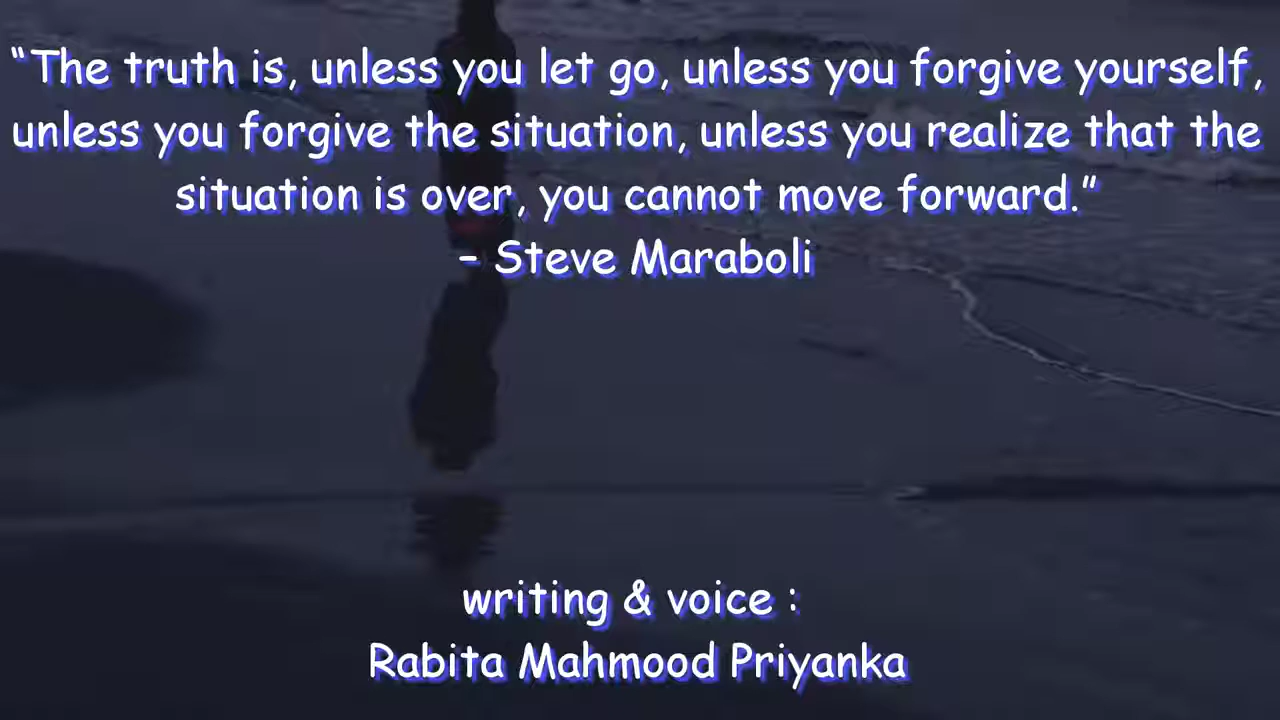 “The truth is, unless you let go, unless you forgive yourself,
unless you forgive the situation, unless you realize that the
situation is over, you cannot move forward.”
– Steve Maraboli
writing & voice :
Rabita Mahmood Priyanka